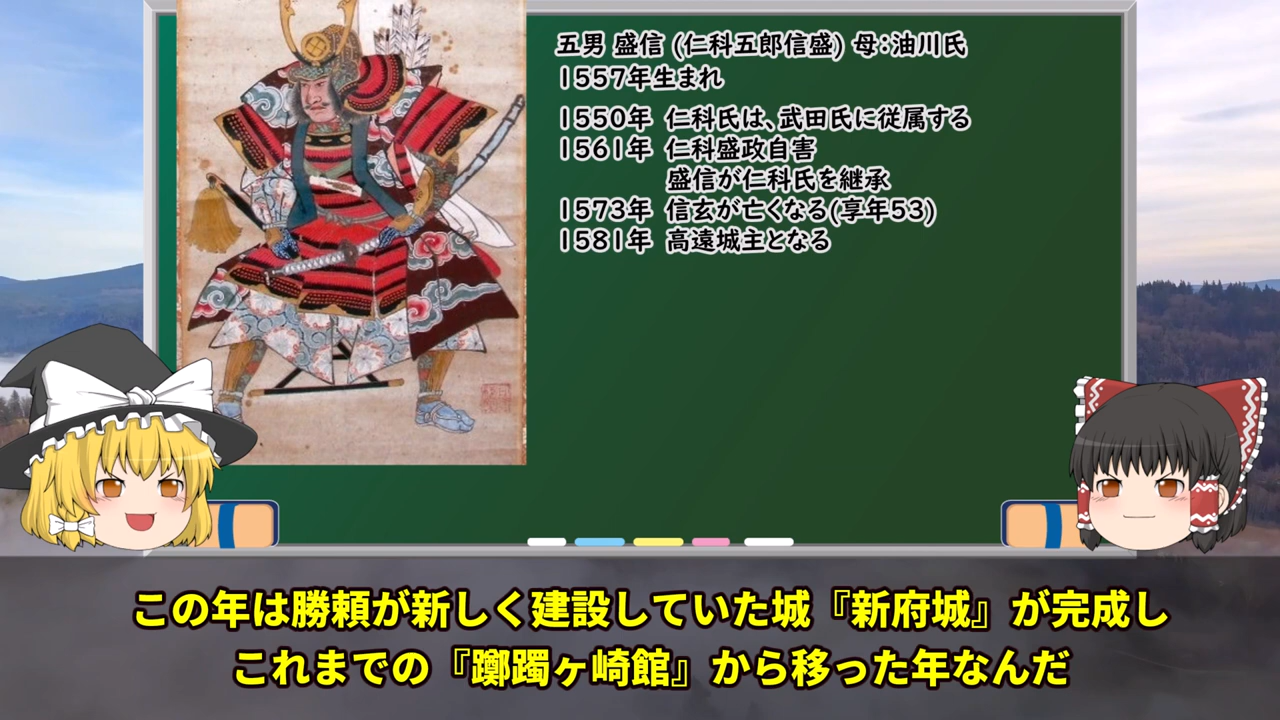 五男 盛信 (仁科五郎信盛) 母:油川氏
1557年生まれ
1550年 仁科氏は、武田氏に従属する
1561年 仁科盛政自害
盛信が仁科氏を継承
1573年 信玄が亡くなる(享年53)
1581年 高遠城主となる
この年は勝頼が新しく建設していた城『新府城』が完成し
これまでの『躑躅ヶ崎館』から移った年なんだ